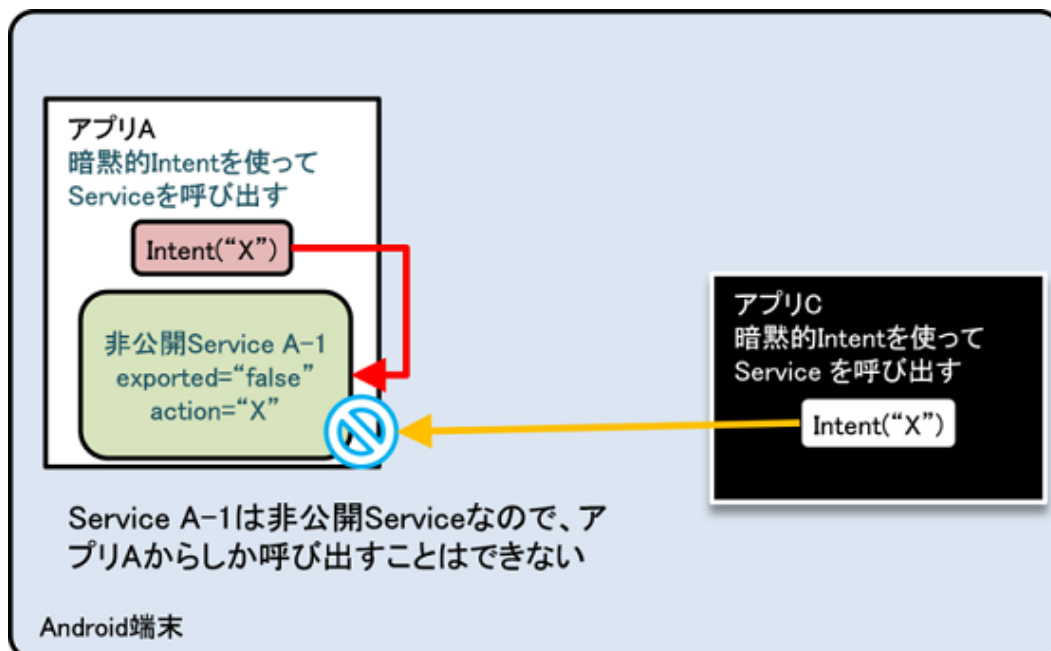 アプリA
暗黙的Intentを使って
Serviceを呼び出す
Intent(“X”)
非公開Service A-1
exported=“false”
action=“X”
アプリC
暗黙的Intentを使って
Service を呼び出す
Intent(“X”)
Service A-1は非公開Serviceなので、ア
プリAからしか呼び出すことはできない
Android端末